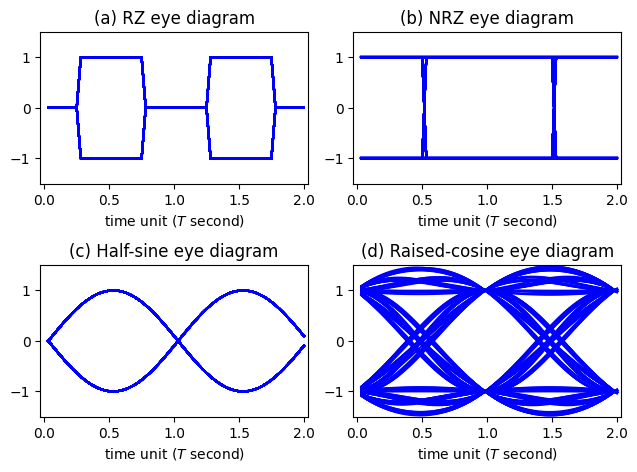 (a) RZ eye diagram
1
0
−1
0.0 0.5 1.0 1.5 2.0
time unit (T second)
(b) NRZ eye diagram
1
0
−1
0.0 0.5 1.0 1.5 2.0
time unit (T second)
(c) Half-sine eye diagram
1
0
−1
0.0 0.5 1.0 1.5 2.0
time unit (T second)
(d) Raised-cosine eye diagram
1
0
−1
0.0 0.5 1.0 1.5 2.0
time unit (T second)